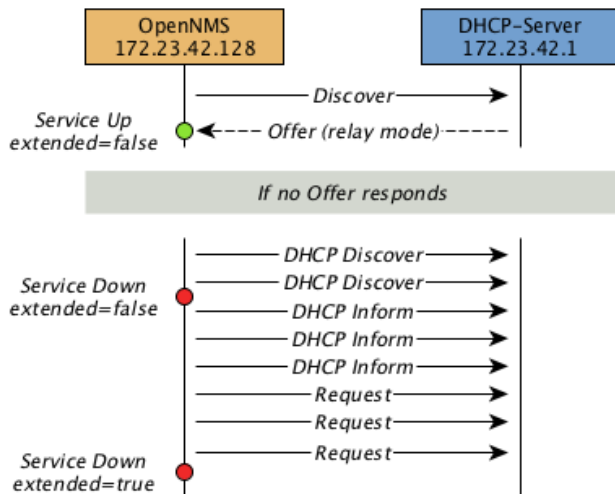 OpenNMS
172.23.42.128
DHCP-Server
172.23.42.1
Discover
Service Up
extended=false
Offer (relay mode)
If no Offer responds
DHCP Discover
DHCP Discover
Service Down
extended=false
DHCP Inform
DHCP Inform
DHCP Inform
Request
Request
Request
Service Down
extended=true